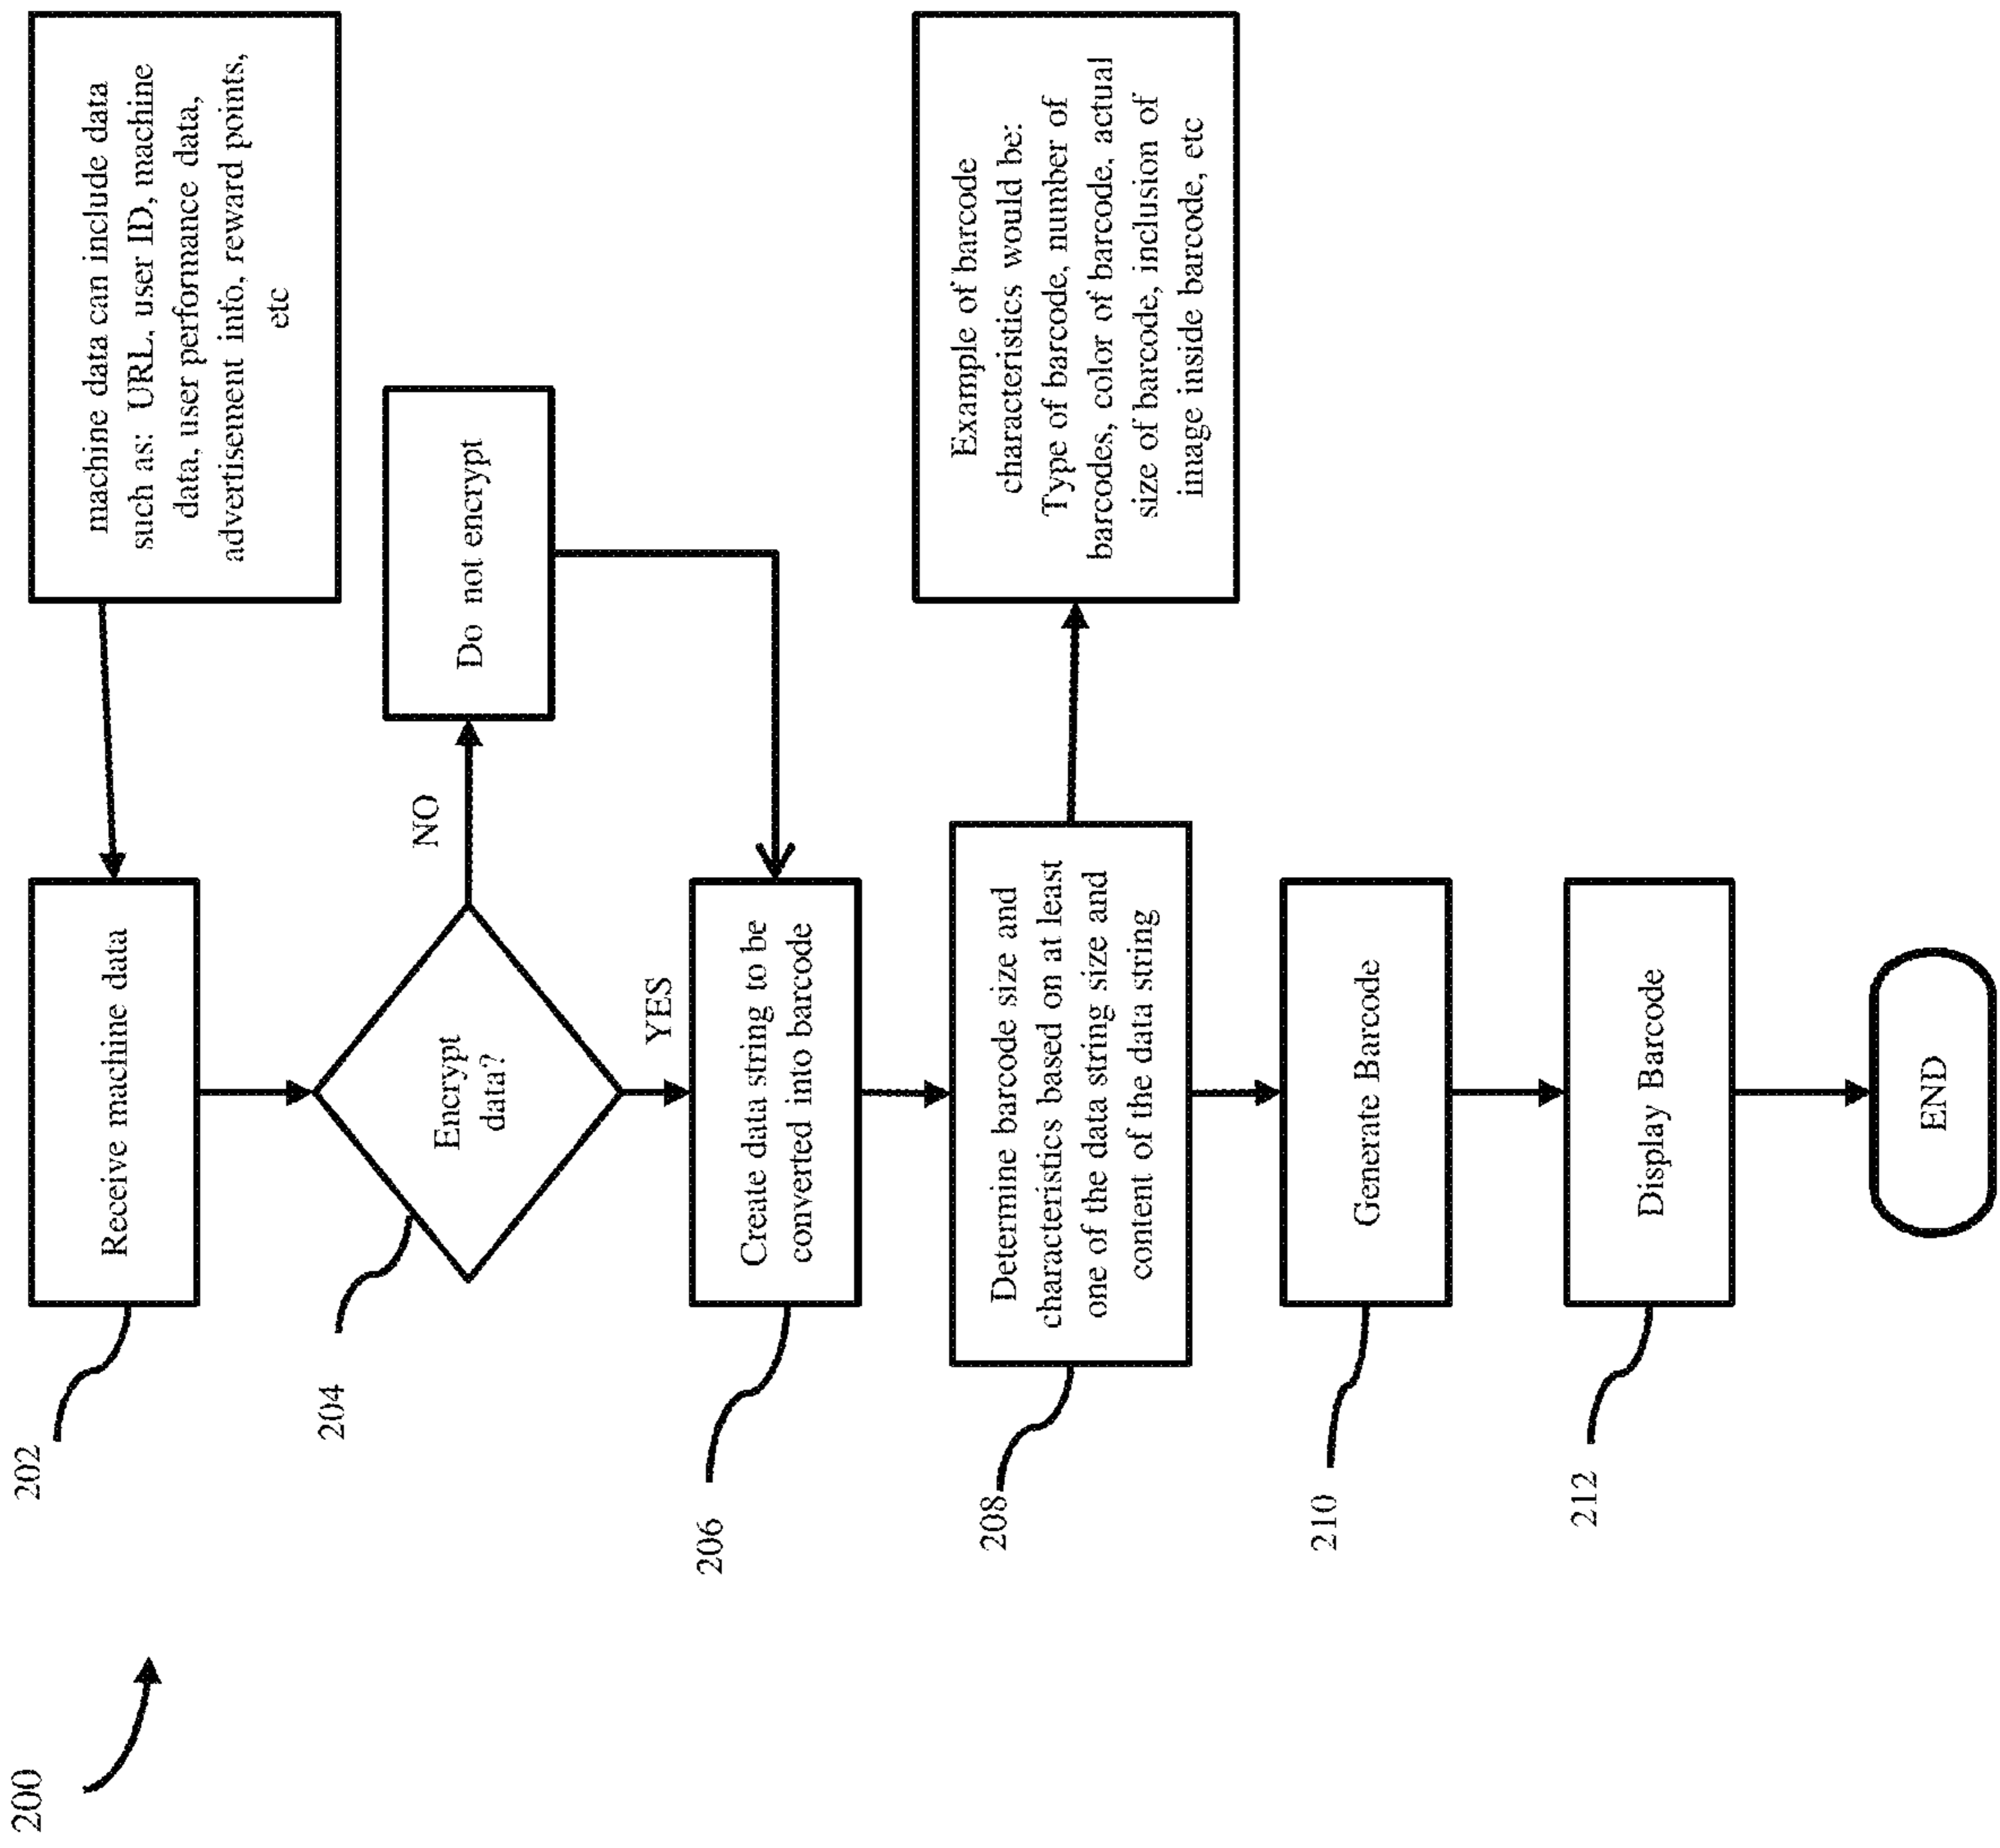 200
202
Receive machine data
machine data can include data
such as: URL, user ID, machine
data, user performance data,
advertisement info, reward points,
etc
204
Encrypt
data?
NO
Do not encrypt
YES
206
Create data string to be
converted into barcode
208
Determine barcode size and
characteristics based on at least
one of the data string size and
content of the data string
Example of barcode
characteristics would be:
Type of barcode, number of
barcodes, color of barcode, actual
size of barcode, inclusion of
image inside barcode, etc
210
Generate Barcode
212
Display Barcode
END